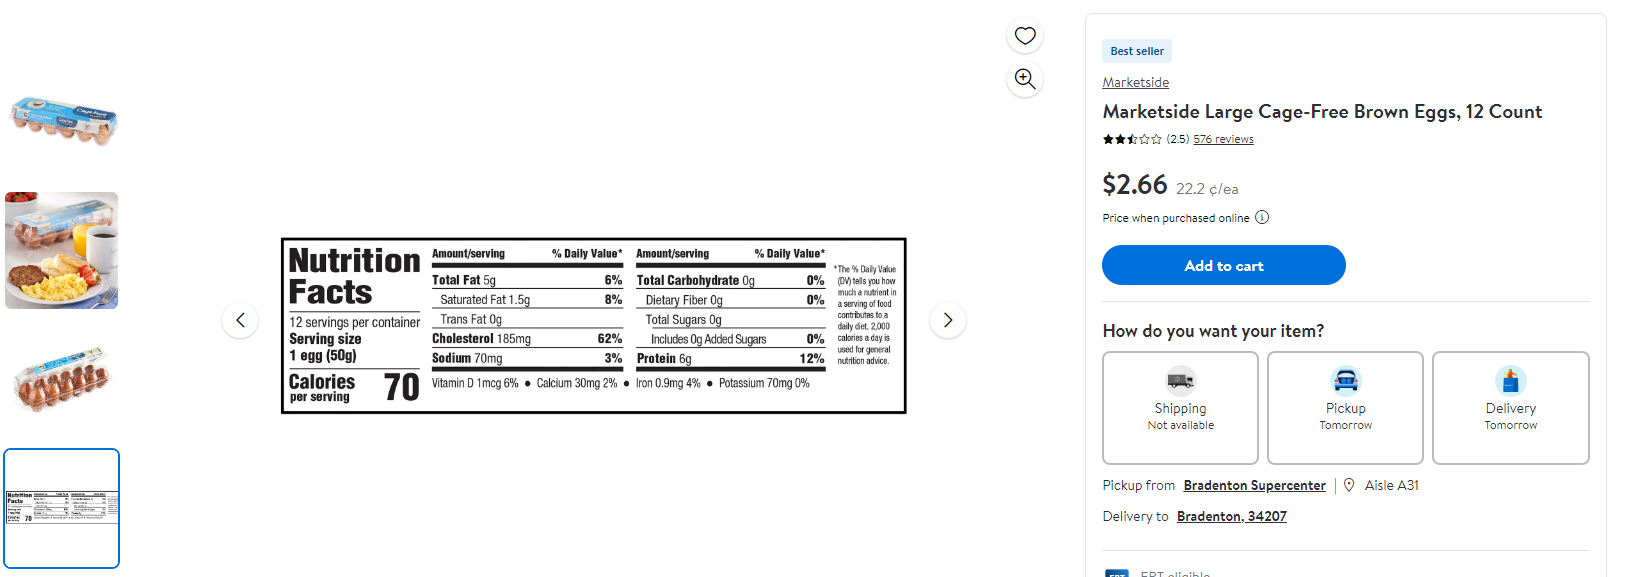 Cage-Free
Nutrition
Facts
12 servings per container
Serving size
1 egg (50g)
Calories
per serving
70
Amount/serving % Daily Value*
Total Fat 5g 6%
Saturated Fat 1.5g 8%
Trans Fat 0g
Cholesterol 185mg 62%
Sodium 70mg 3%
Amount/serving % Daily Value*
Total Carbohydrate 0g 0%
Dietary Fiber 0g 0%
Total Sugars 0g
Includes 0g Added Sugars 0%
Protein 6g 12%
Vitamin D 1mcg 6% ● Calcium 30mg 2% ● Iron 0.9mg 4% ● Potassium 70mg 0%
*The % Daily Value
(DV) tells you how
much a nutrient in
a serving of food
contributes to a
daily diet. 2,000
calories a day is
used for general
nutrition advice.
Nutrition
Facts
70
Best seller
Marketside
Marketside Large Cage-Free Brown Eggs, 12 Count
(2.5) 576 reviews
$2.66 22.2 ¢/ea
Price when purchased online
Add to cart
How do you want your item?
Shipping
Not available
Pickup
Tomorrow
Delivery
Tomorrow
Pickup from Bradenton Supercenter | Aisle A31
Delivery to Bradenton, 34207
EBT eligible